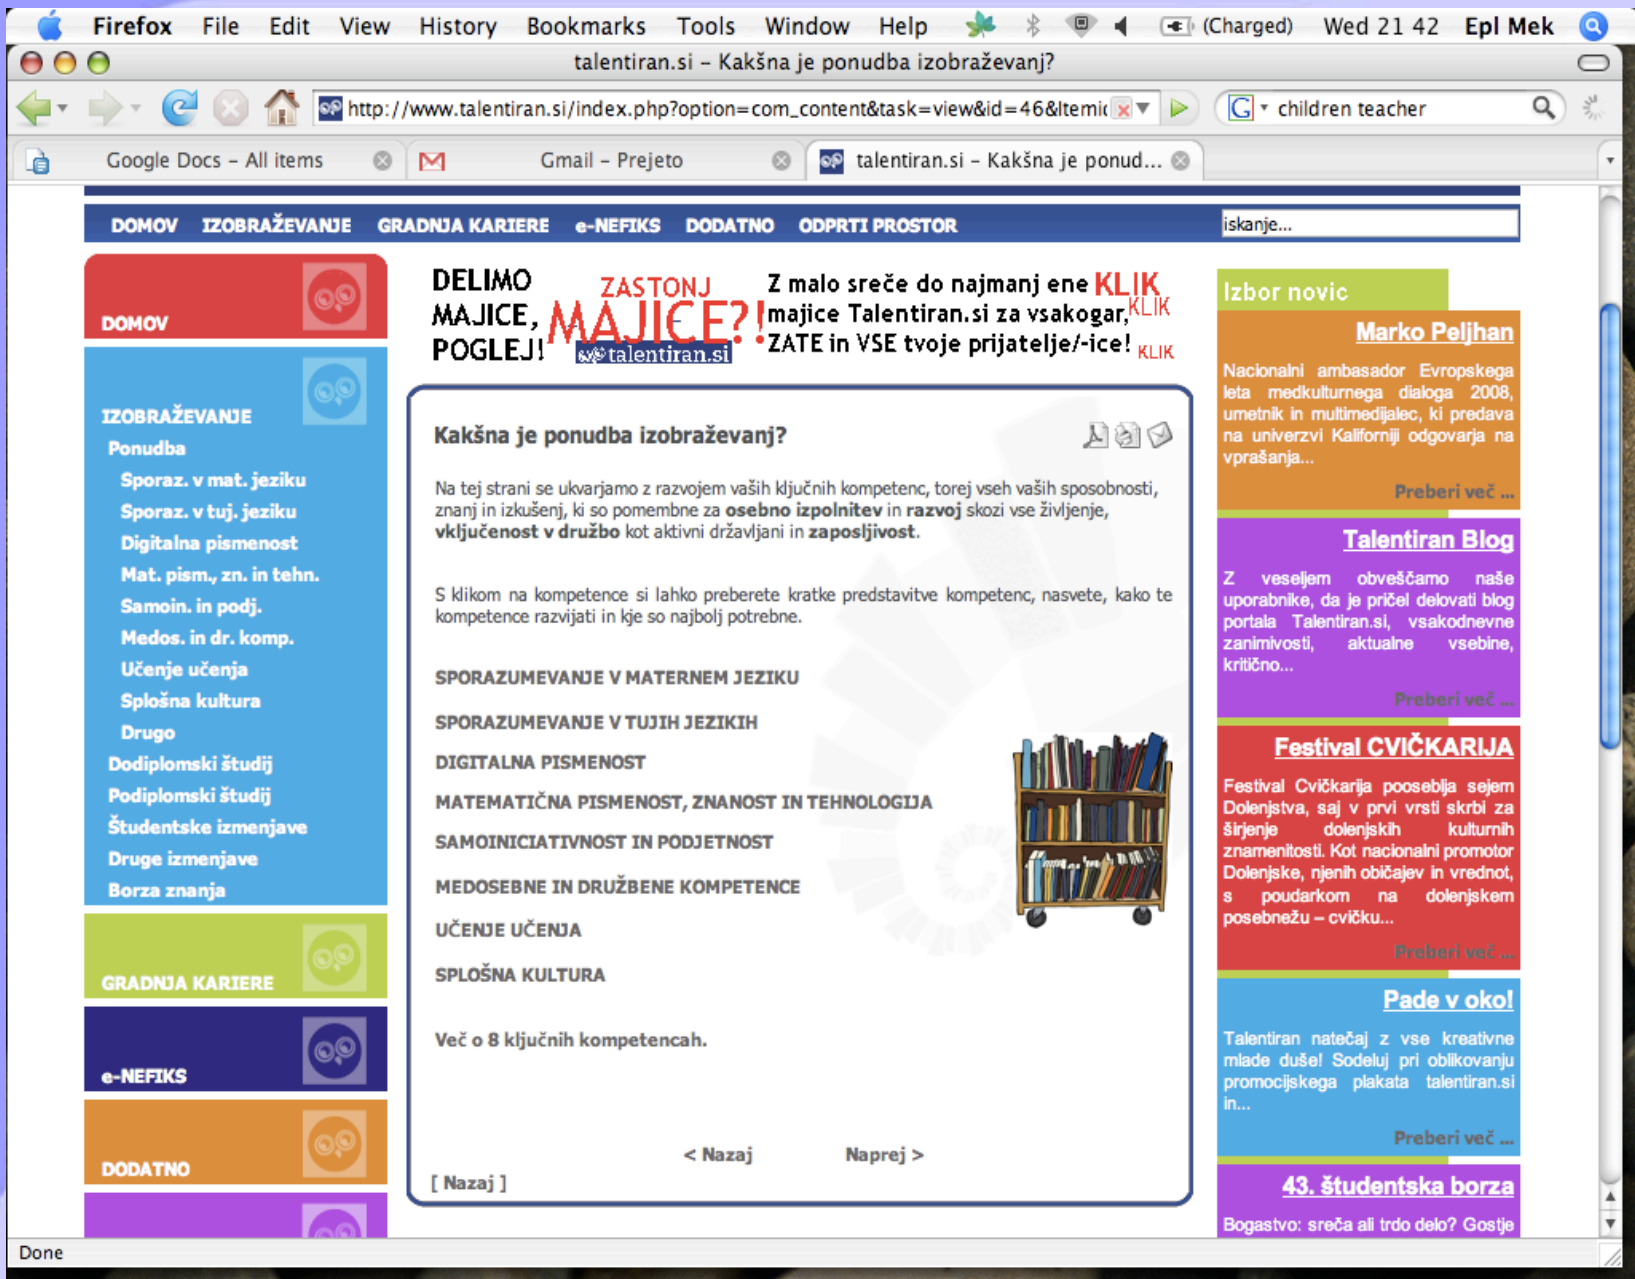 Firefox File Edit View History Bookmarks Tools Window Help (Charged) Wed 21 42 Epl Mek
talentiran.si – Kakšna je ponudba izobraževanj?
http://www.talentiran.si/index.php?option=com_content&task=view&id=46&Itemic
children teacher
Google Docs – All items
Gmail – Prejeto
talentiran.si – Kakšna je ponud...
DOMOV IZOBRAŽEVANJE GRADNJA KARIERE e-NEFIKS DODATNO ODPRTI PROSTOR
iskanje...
DOMOV
IZOBRAŽEVANJE
Ponudba
Sporaz. v mat. jeziku
Sporaz. v tuj. jeziku
Digitalna pismenost
Mat. pism., zn. in tehn.
Samoin. in podj.
Medos. in dr. komp.
Učenje učenja
Splošna kultura
Drugo
Dodiplomski študij
Podiplomski študij
Študentske izmenjave
Druge izmenjave
Borza znanja
GRADNJA KARIERE
e-NEFIKS
DODATNO
DELIMO
MAJICE,
POGLEJ!
ZASTONJ
MAJICE?!
talentiran.si
Z malo sreče do najmanj ene KLIK
majice Talentiran.si za vsakogar, KLIK
ZATE in VSE tvoje prijatelje/-ice! KLIK
Kakšna je ponudba izobraževanj?
Na tej strani se ukvarjamo z razvojem vaših ključnih kompetenc, torej vseh vaših sposobnosti,
znanj in izkušenj, ki so pomembne za osebno izpolnitev in razvoj skozi vse življenje,
vključenost v družbo kot aktivni državljani in zaposljivost.
S klikom na kompetence si lahko preberete kratke predstavitve kompetenc, nasvete, kako te
kompetence razvijati in kje so najbolj potrebne.
SPORAZUMEVANJE V MATERNEM JEZIKU
SPORAZUMEVANJE V TUJIH JEZIKIH
DIGITALNA PISMENOST
MATEMATIČNA PISMENOST, ZNANOST IN TEHNOLOGIJA
SAMOINICIATIVNOST IN PODJETNOST
MEDOSEBNE IN DRUŽBENE KOMPETENCE
UČENJE UČENJA
SPLOŠNA KULTURA
Več o 8 ključnih kompetencah.
< Nazaj Naprej >
[ Nazaj ]
Izbor novic
Marko Peljhan
Nacionalni ambasador Evropskega
leta medkulturnega dialoga 2008,
umetnik in multimedijalec, ki predava
na univerzvi Kaliforniji odgovarja na
vprašanja...
Preberi več ...
Talentiran Blog
Z veseljem obveščamo naše
uporabnike, da je pričel delovati blog
portala Talentiran.si, vsakodnevne
zanimivosti, aktualne vsebine,
kritično...
Preberi več ...
Festival CVIČKARIJA
Festival Cvičkarija pooseblja sejem
Dolenjstva, saj v prvi vrsti skrbi za
širjenje dolenjskih kulturnih
znamenitosti. Kot nacionalni promotor
Dolenjske, njenih običajev in vrednot,
s poudarkom na dolenjskem
posebnežu – cvičku...
Preberi več ...
Pade v oko!
Talentiran natečaj z vse kreativne
mlade duše! Sodeluj pri oblikovanju
promocijskega plakata talentiran.si
in...
Preberi več ...
43. študentska borza
Bogastvo: sreča ali trdo delo? Gostje
Done